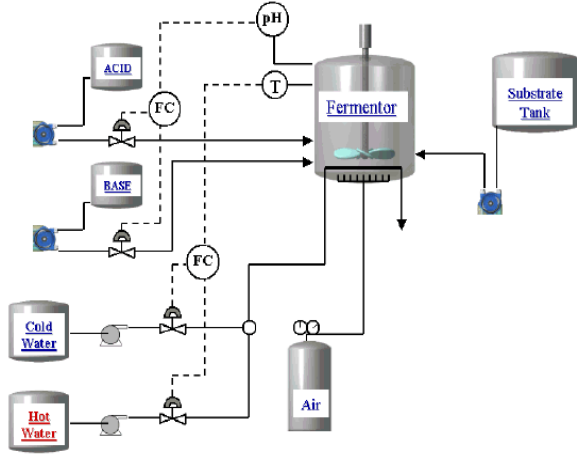 pH
ACID
FC
T
Fermentor
Substrate
Tank
BASE
FC
Cold
Water
Hot
Water
Air